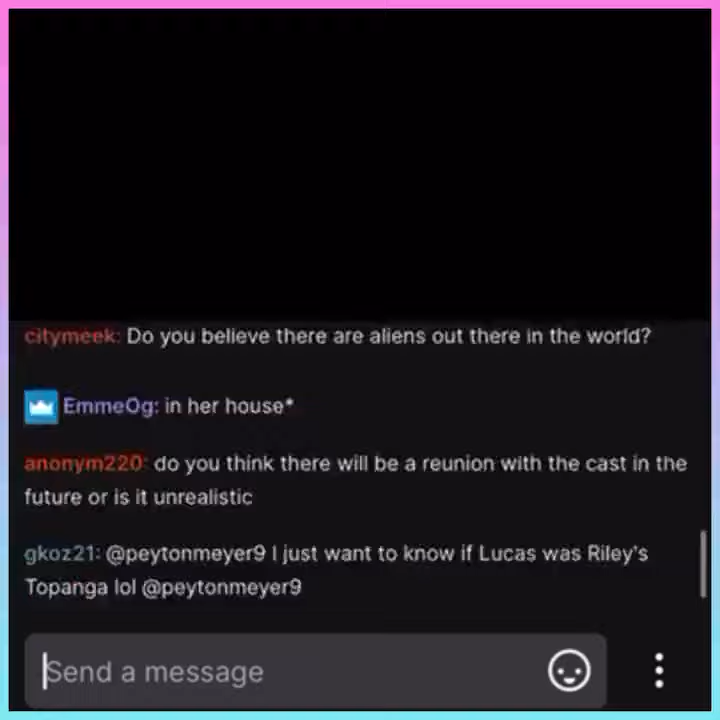 citymeek: Do you believe there are aliens out there in the world?
EmmeOg: in her house*
anonym220: do you think there will be a reunion with the cast in the
future or is it unrealistic
gkoz21: @peytonmeyer9 I just want to know if Lucas was Riley's
Topanga lol @peytonmeyer9
Send a message